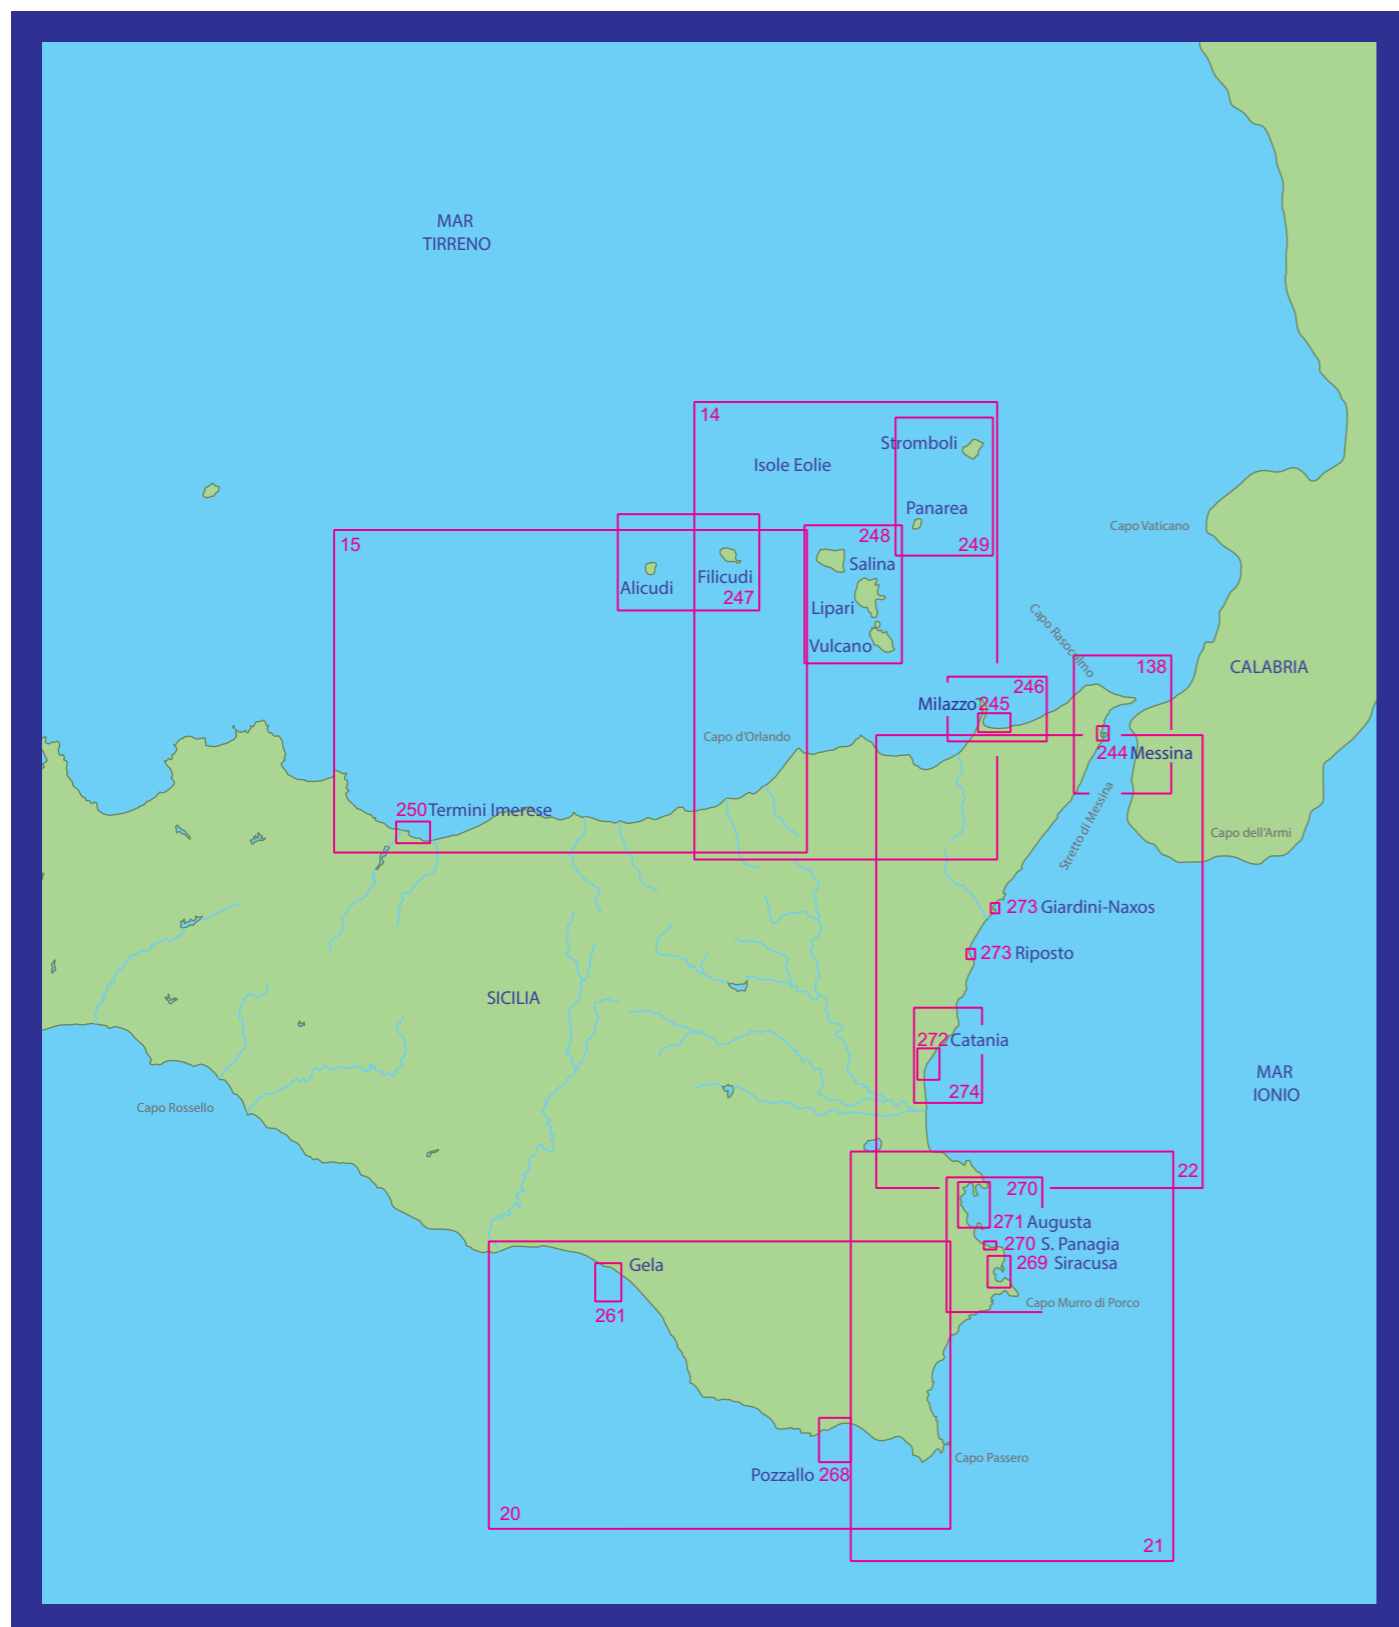 MAR
TIRRENO
14
Stromboli
Isole Eolie
Panarea
Capo Vaticano
15
248
249
Salina
Alicudi
Filicudi
247
Lipari
Vulcano
Capo Rasocolmo
138
CALABRIA
246
Milazzo
245
Capo d'Orlando
244 Messina
250 Termini Imerese
Stretto di Messina
Capo dell'Armi
273 Giardini-Naxos
273 Riposto
SICILIA
272 Catania
274
MAR
IONIO
Capo Rossello
22
270
271 Augusta
270 S. Panagia
269 Siracusa
Gela
261
Capo Murro di Porco
Capo Passero
Pozzallo 268
20
21